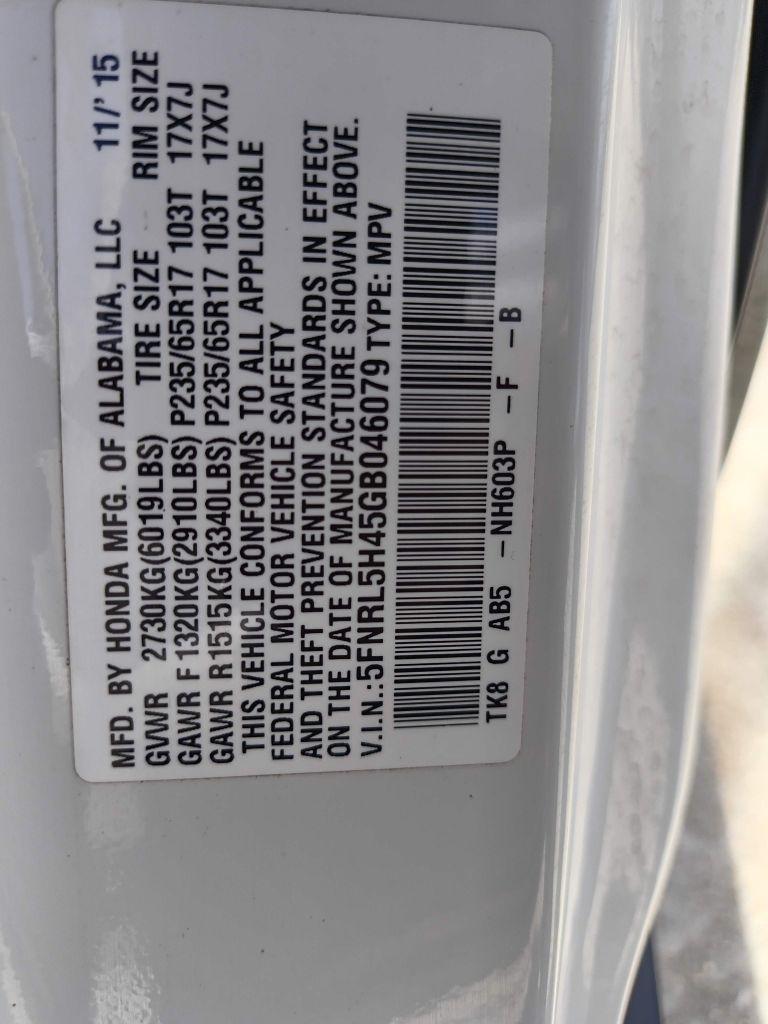 MFD. BY HONDA MFG. OF ALABAMA, LLC 11/' 15
GVWR 2730KG(6019LBS) TIRE SIZE RIM SIZE
GAWR F 1320KG(2910LBS) P235/65R17 103T 17X7J
GAWR R1515KG(3340LBS) P235/65R17 103T 17X7J
THIS VEHICLE CONFORMS TO ALL APPLICABLE
FEDERAL MOTOR VEHICLE SAFETY
AND THEFT PREVENTION STANDARDS IN EFFECT
ON THE DATE OF MANUFACTURE SHOWN ABOVE.
V.I.N.:5FNRL5H45GB046079 TYPE: MPV
TK8 G AB5 -NH603P -F -B